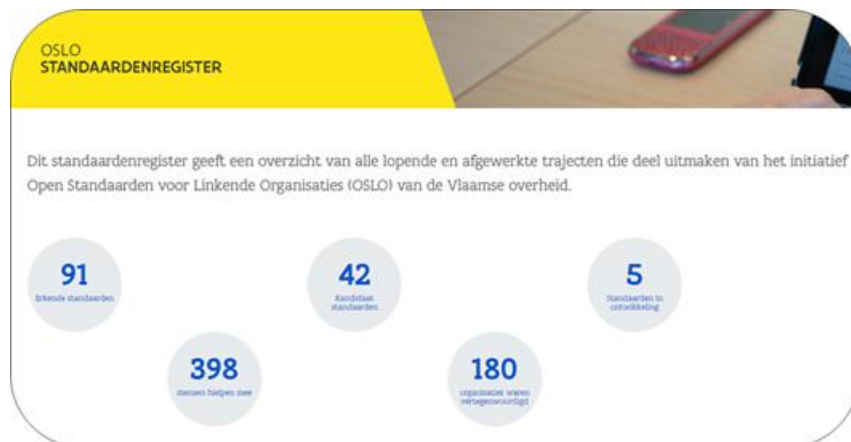 OSLO
STANDAARDENREGISTER
Dit standaardenregister geeft een overzicht van alle lopende en afgewerkte trajecten die deel uitmaken van het initiatief
Open Standaarden voor Linkende Organisaties (OSLO) van de Vlaamse overheid.
91
Erkende standaarden
42
Kandidaat
standaarden
5
Standaarden in
ontwikkeling
398
mensen hielpen mee
180
organisaties waren
vertegenwoordigd